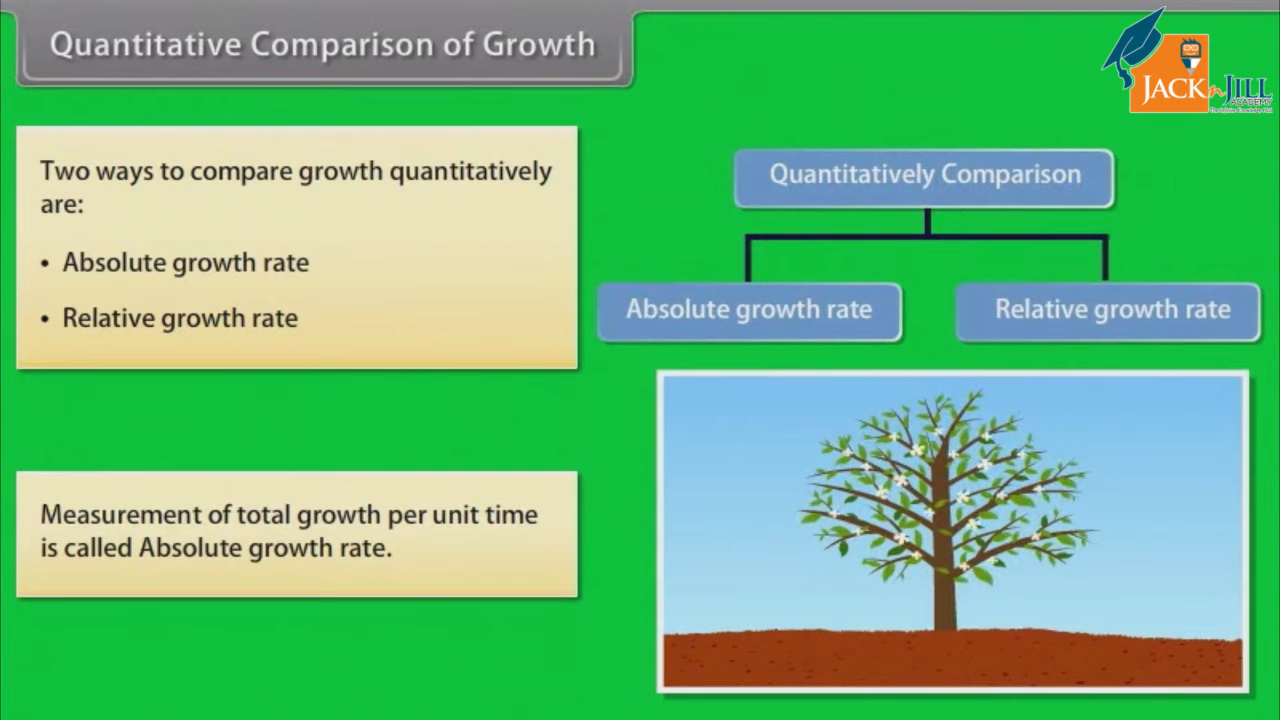 Quantitative Comparison of Growth
JACK n JILL
ACADEMY
Two ways to compare growth quantitatively
are:
• Absolute growth rate
• Relative growth rate
Quantitatively Comparison
Absolute growth rate
Relative growth rate
Measurement of total growth per unit time
is called Absolute growth rate.